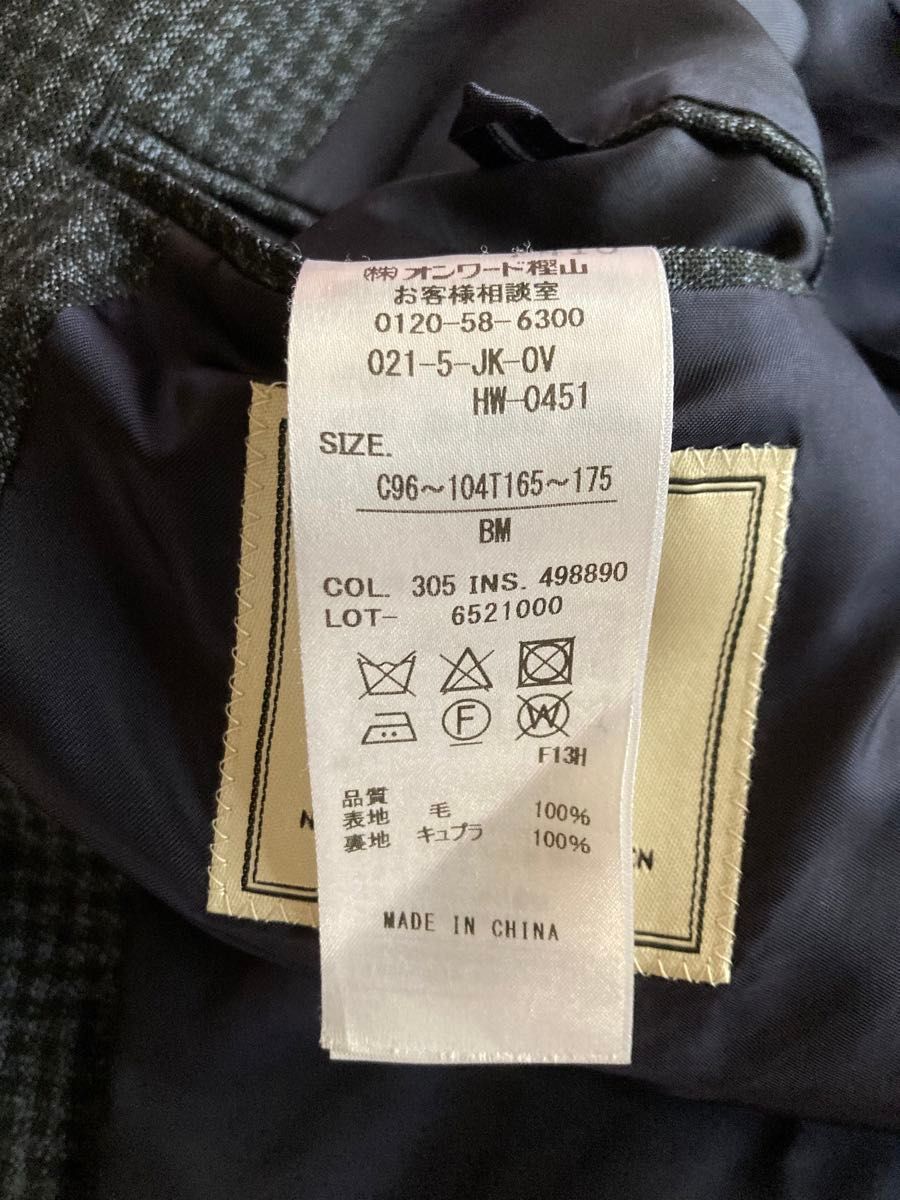 (株)オンワード樫山
お客様相談室
0120-58-6300
021-5-JK-OV
HW-0451
SIZE.
C96~104T165~175
BM
COL. 305 INS. 498890
LOT- 6521000
F
W
F13H
品質
表地 毛 100%
裏地 キュプラ 100%
MADE IN CHINA